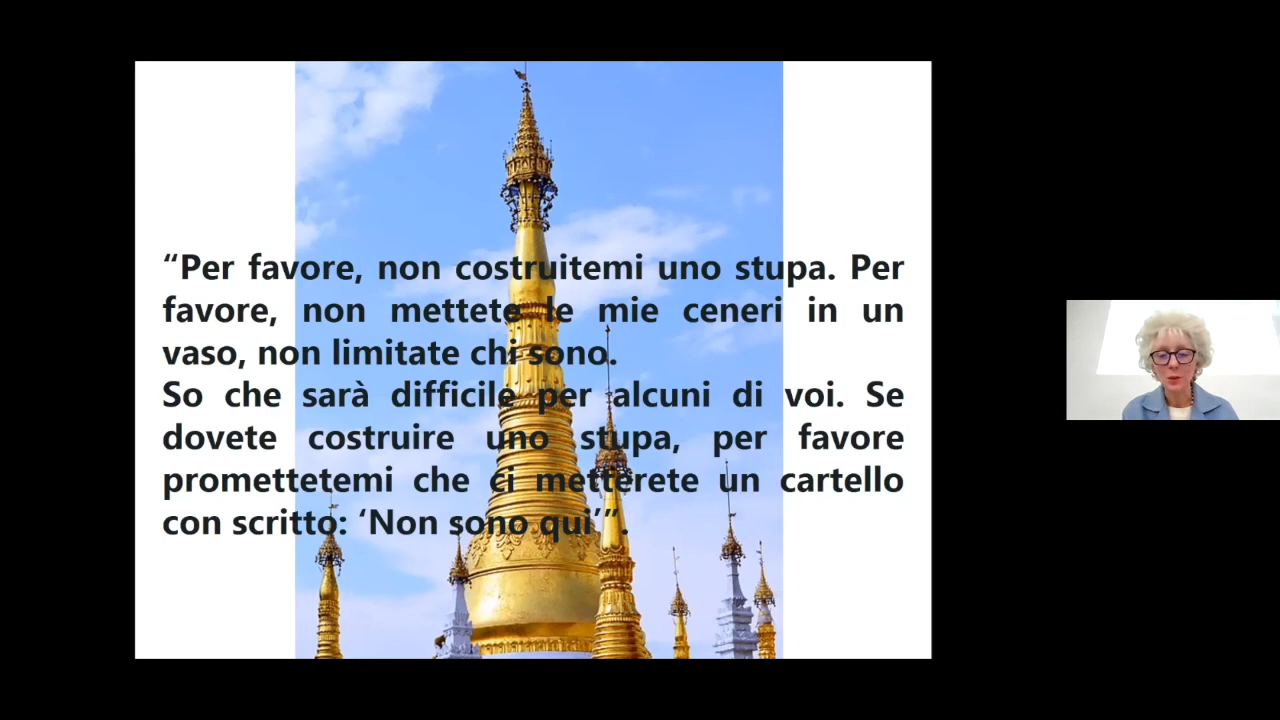 “Per favore, non costruitemi uno stupa. Per
favore, non mettete le mie ceneri in un
vaso, non limitate chi sono.
So che sarà difficile per alcuni di voi. Se
dovete costruire uno stupa, per favore
promettetemi che ci metterete un cartello
con scritto: ‘Non sono qui’”.